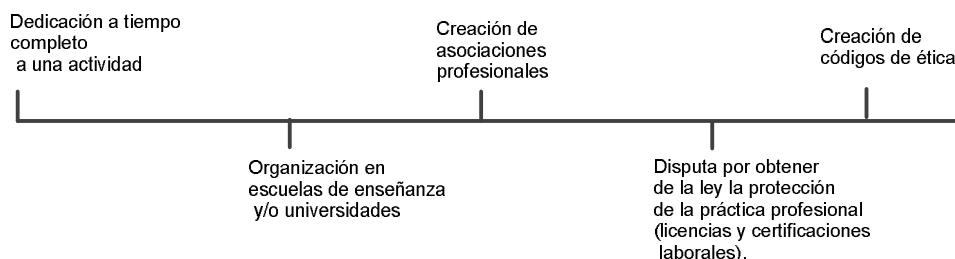 Dedicación a tiempo
completo
a una actividad
Organización en
escuelas de enseñanza
y/o universidades
Creación de
asociaciones
profesionales
Disputa por obtener
de la ley la protección
de la práctica profesional
(licencias y certificaciones
laborales).
Creación de
códigos de ética